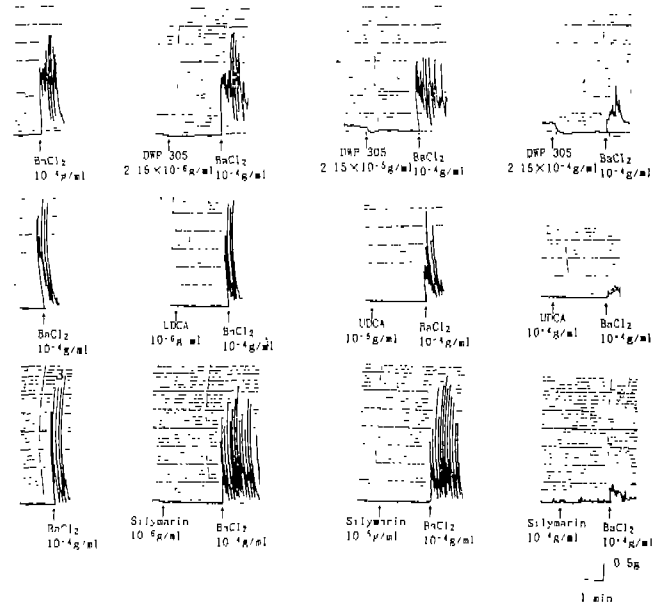 BaCl2
10-4g/ml
DWP 305
2 15×10-6g/ml
BaCl2
10-4g/ml
DWP 305
2 15×10-5g/ml
BaCl2
10-4g/ml
DWP 305
2 15×10-4g/ml
BaCl2
10-4g/ml
BaCl2
10-4g/ml
UDCA
10-6g ml
BaCl2
10-4g/ml
UDCA
10-5g/ml
BaCl2
10-4g/ml
UDCA
10-4g/ml
BaCl2
10-4g/ml
BaCl2
10-4g/ml
Silymarin
10-6g/ml
BaCl2
10-4g/ml
Silymarin
10-5g/ml
BaCl2
10-4g/ml
Silymarin
10-4g/ml
BaCl2
10-4g/ml
0 5g
1 min